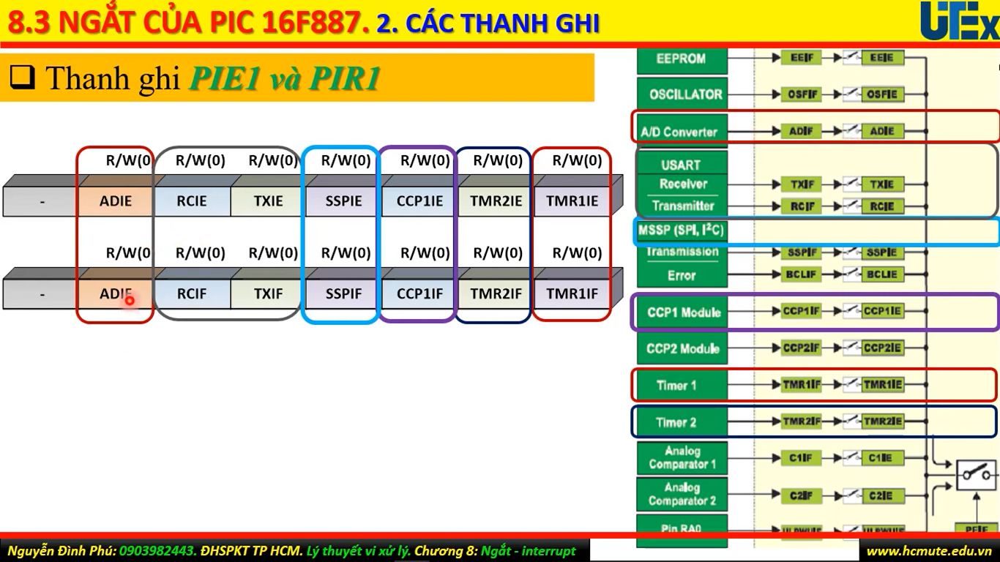 8.3 NGẮT CỦA PIC 16F887. 2. CÁC THANH GHI
UTEx
Thanh ghi PIE1 và PIR1
R/W(0 R/W(0) R/W(0) R/W(0) R/W(0) R/W(0) R/W(0)
- ADIE RCIE TXIE SSPIE CCP1IE TMR2IE TMR1IE
R/W(0 R/W(0) R/W(0) R/W(0) R/W(0) R/W(0) R/W(0)
- ADIF RCIF TXIF SSPIF CCP1IF TMR2IF TMR1IF
EEPROM EEIF EEIE
OSCILLATOR OSFIF OSFIE
A/D Converter ADIF ADIE
USART
Receiver TXIF TXIE
Transmitter RCIF RCIE
MSSP (SPI, I²C)
Transmission SSPIF SSPIE
Error BCLIF BCLIE
CCP1 Module CCP1IF CCP1IE
CCP2 Module CCP2IF CCP2IE
Timer 1 TMR1IF TMR1IE
Timer 2 TMR2IF TMR2IE
Analog
Comparator 1 C1IF C1IE
Analog
Comparator 2 C2IF C2IE
Pin RA0 ULPWUIF ULPWUIE
PEIE
Nguyễn Đình Phú: 0903982443. ĐHSPKT TP HCM. Lý thuyết vi xử lý. Chương 8: Ngắt - interrupt
www.hcmute.edu.vn